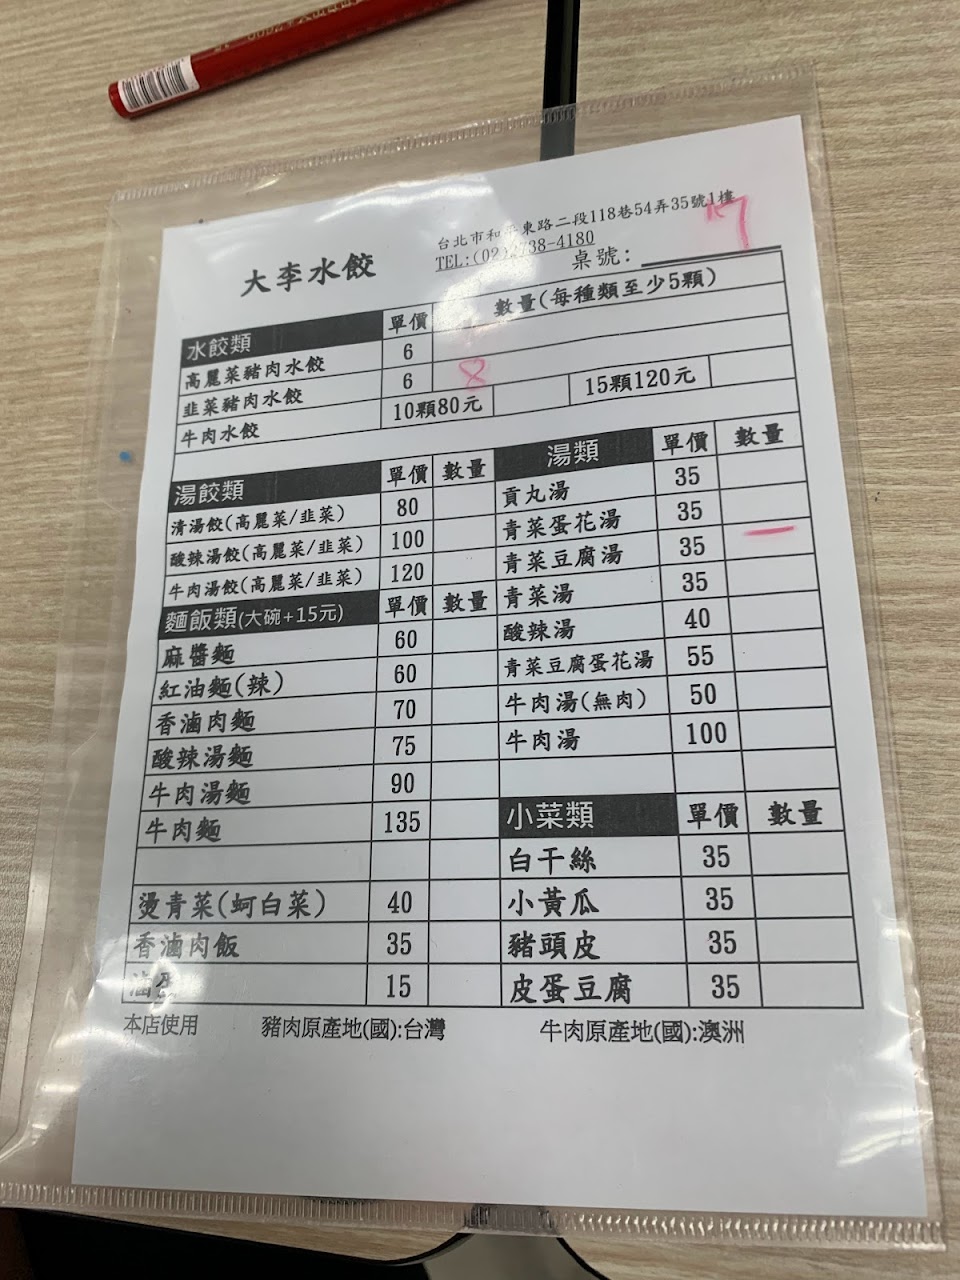 台北市和 東路二段118巷54弄35號1樓
大李水餃
TEL:(02) 738-4180
桌號: 7
水餃類 單價 數量(每種類至少5顆)
高麗菜豬肉水餃 6
韭菜豬肉水餃 6 8
牛肉水餃 10顆80元 15顆120元
湯餃類 單價 數量
清湯餃(高麗菜/韭菜) 80
酸辣湯餃(高麗菜/韭菜) 100
牛肉湯餃(高麗菜/韭菜) 120
麵飯類(大碗+15元) 單價 數量
麻醬麵 60
紅油麵(辣) 60
香滷肉麵 70
酸辣湯麵 75
牛肉湯麵 90
牛肉麵 135
燙青菜(蚵白菜) 40
香滷肉飯 35
滷蛋 15
湯類 單價 數量
貢丸湯 35
青菜蛋花湯 35
青菜豆腐湯 35 一
青菜湯 35
酸辣湯 40
青菜豆腐蛋花湯 55
牛肉湯(無肉) 50
牛肉湯 100
小菜類 單價 數量
白干絲 35
小黃瓜 35
豬頭皮 35
皮蛋豆腐 35
本店使用 豬肉原產地(國):台灣 牛肉原產地(國):澳洲